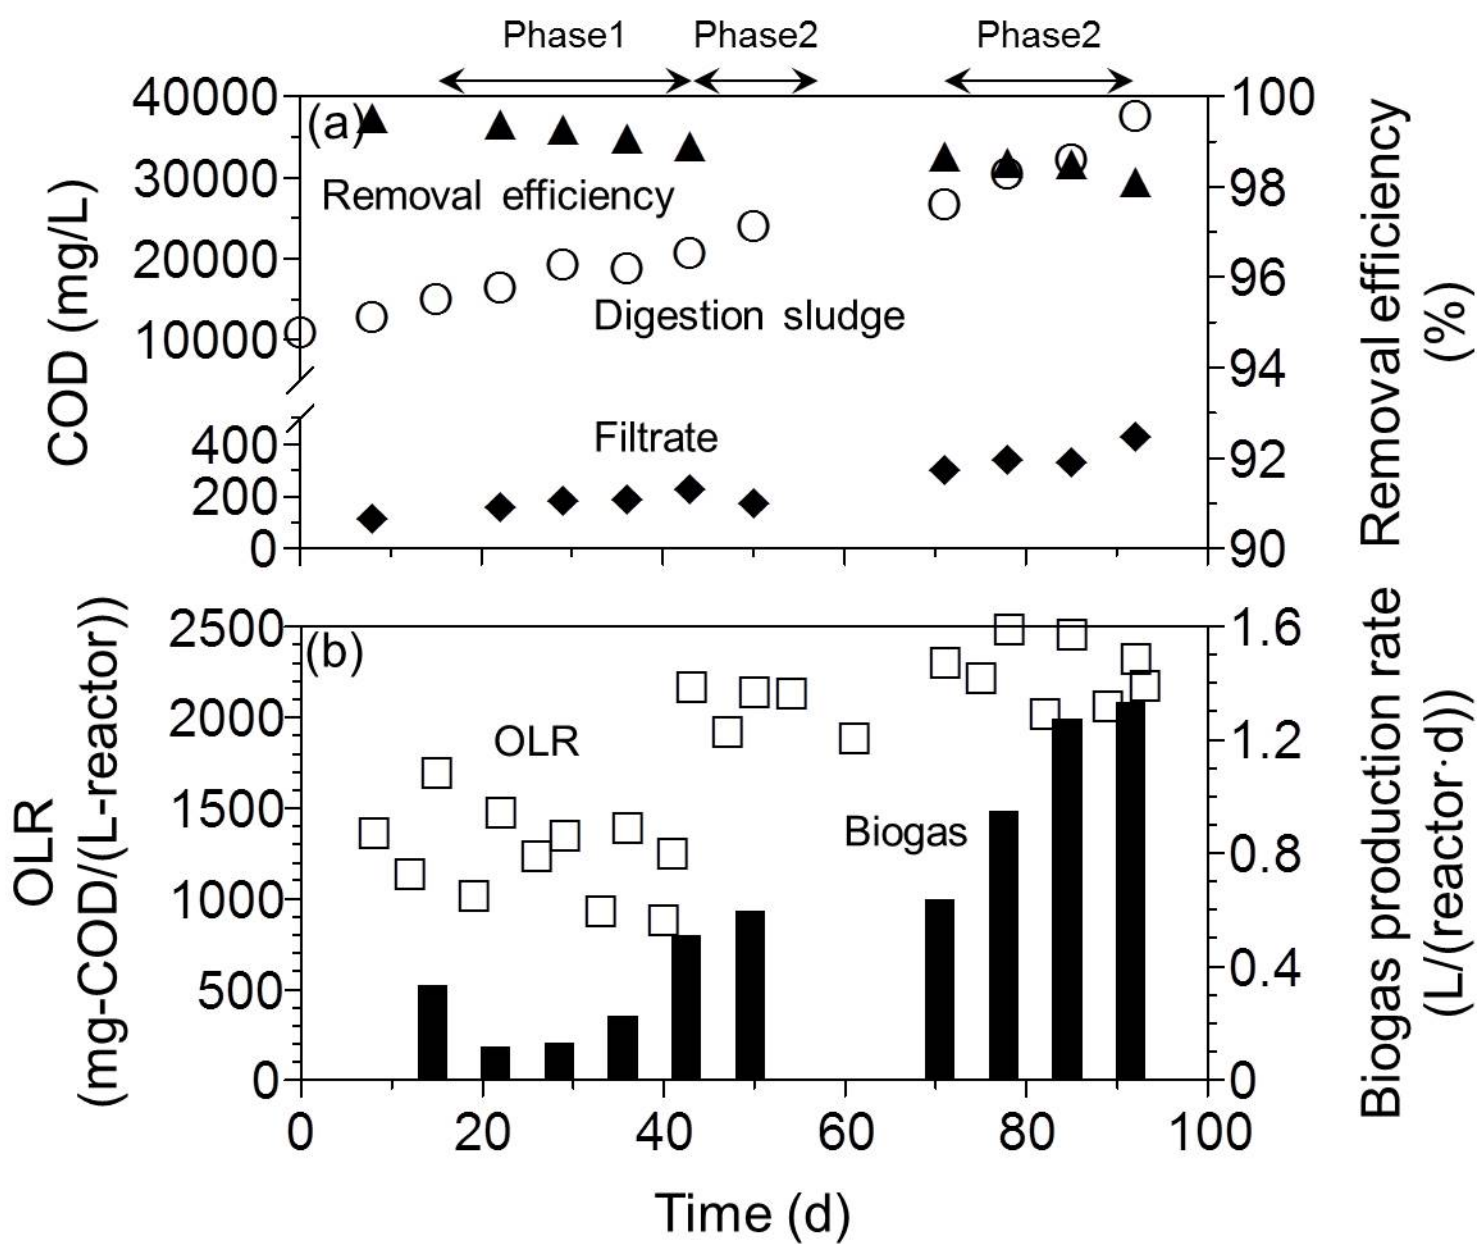 Phase1 Phase2 Phase2
(a)
40000
30000
20000
10000
400
200
0
COD (mg/L)
Removal efficiency
Digestion sludge
Filtrate
100
98
96
94
92
90
Removal efficiency
(%)
(b)
2500
2000
1500
1000
500
0
OLR
(mg-COD/(L-reactor))
OLR
Biogas
1.6
1.2
0.8
0.4
0
Biogas production rate
(L/(reactor·d))
0 20 40 60 80 100
Time (d)